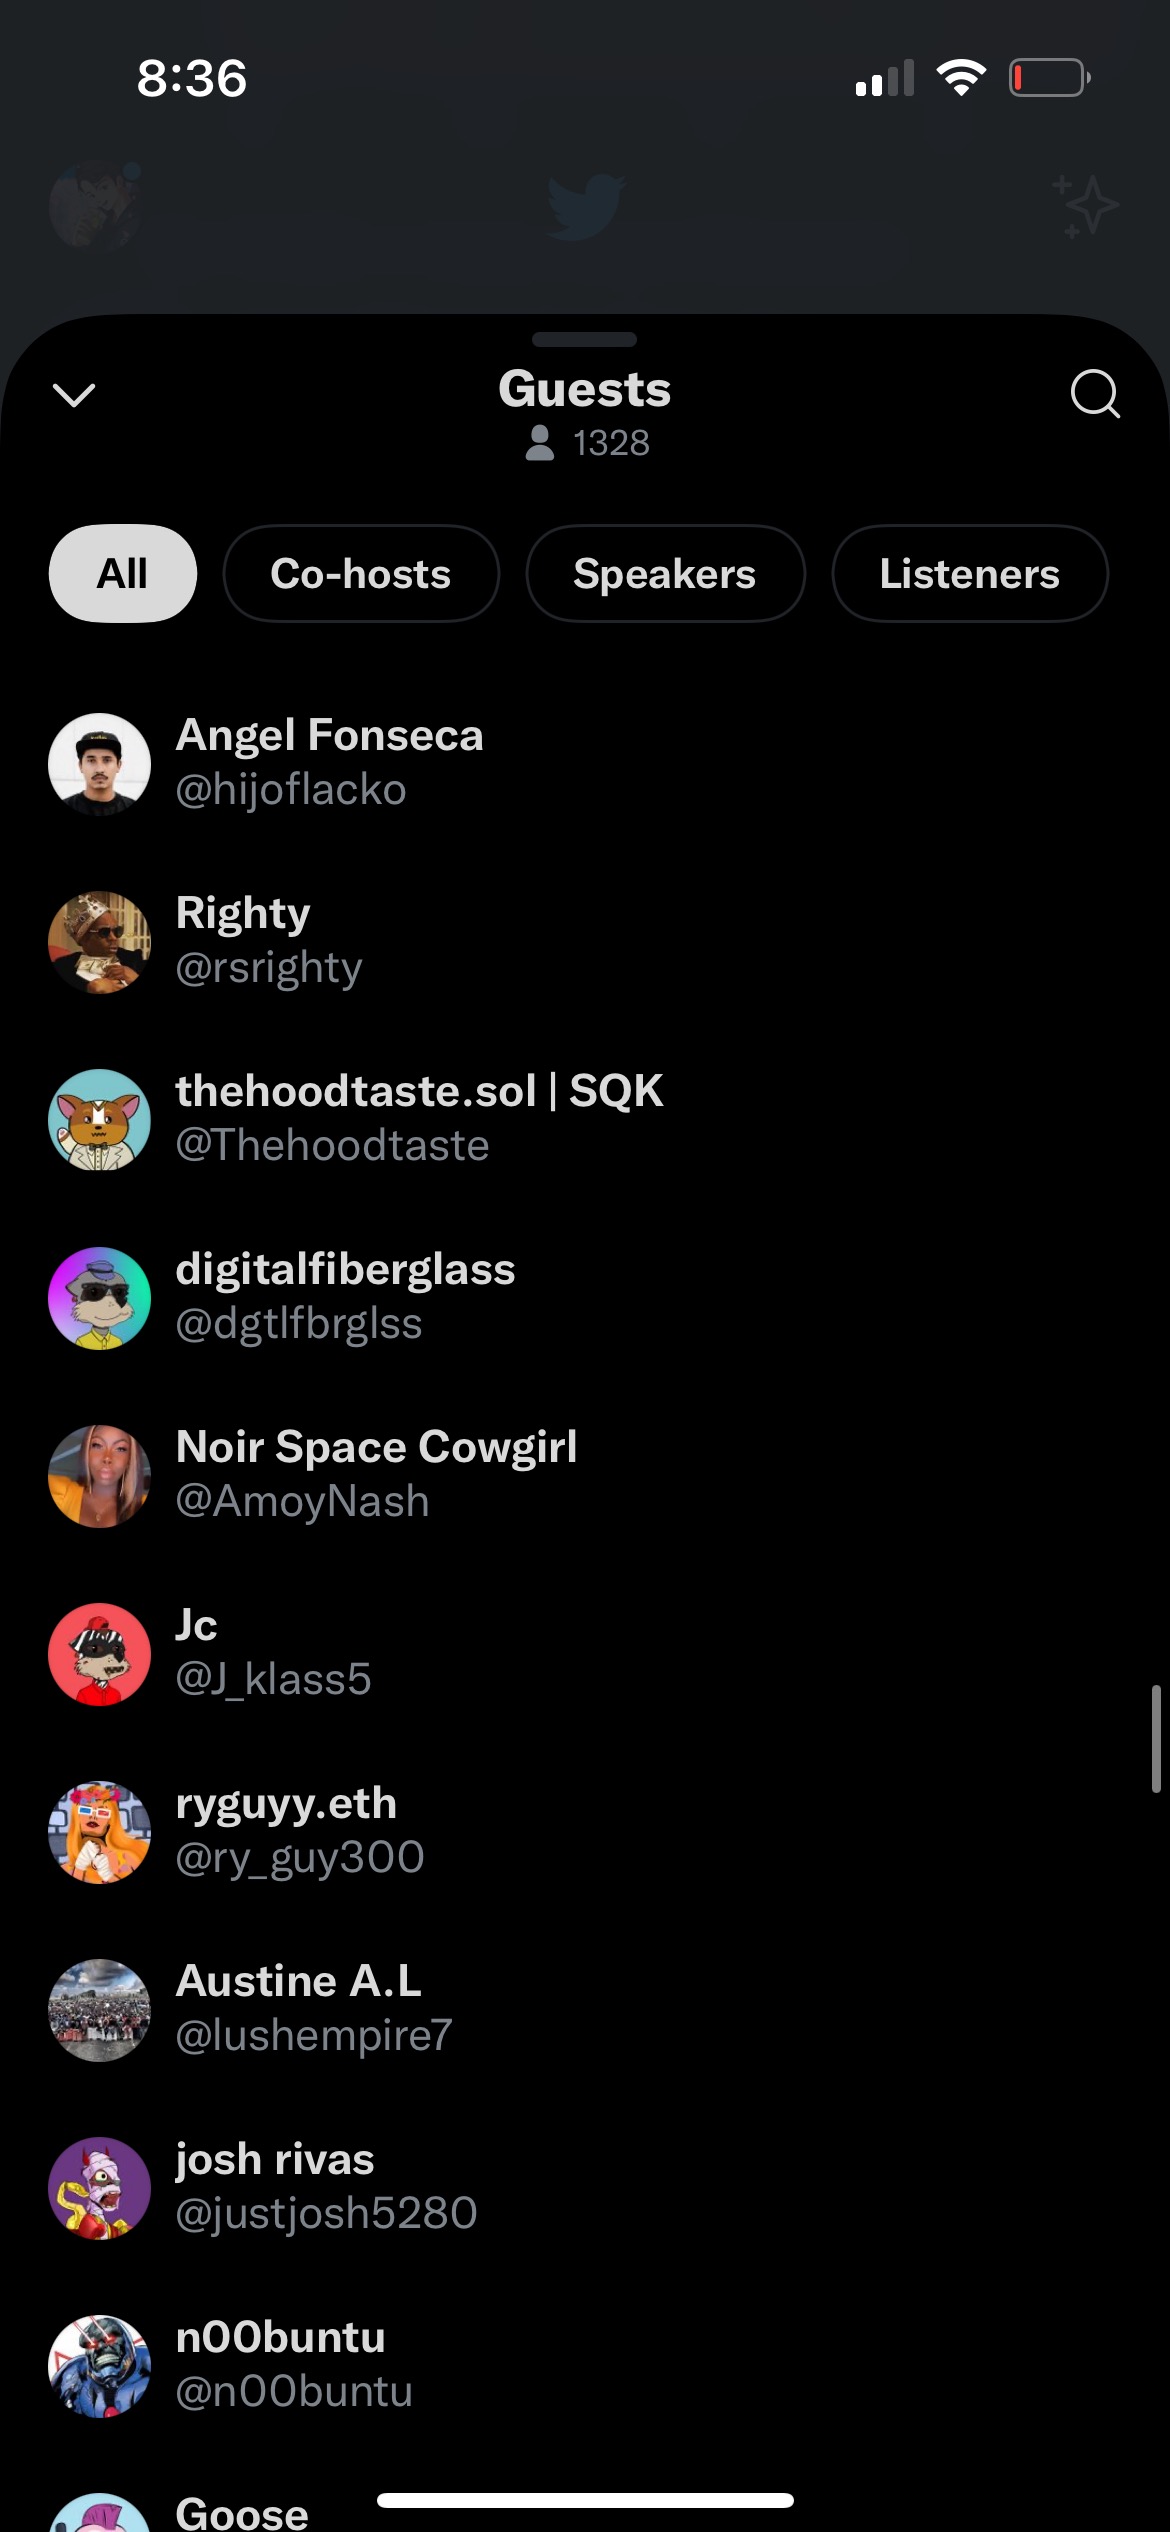 8:36
Guests
1328
All
Co-hosts
Speakers
Listeners
Angel Fonseca
@hijoflacko
Righty
@rsrighty
thehoodtaste.sol | SQK
@Thehoodtaste
digitalfiberglass
@dgtlfbrglss
Noir Space Cowgirl
@AmoyNash
Jc
@J_klass5
ryguyy.eth
@ry_guy300
Austine A.L
@lushempire7
josh rivas
@justjosh5280
n00buntu
@n00buntu
Goose